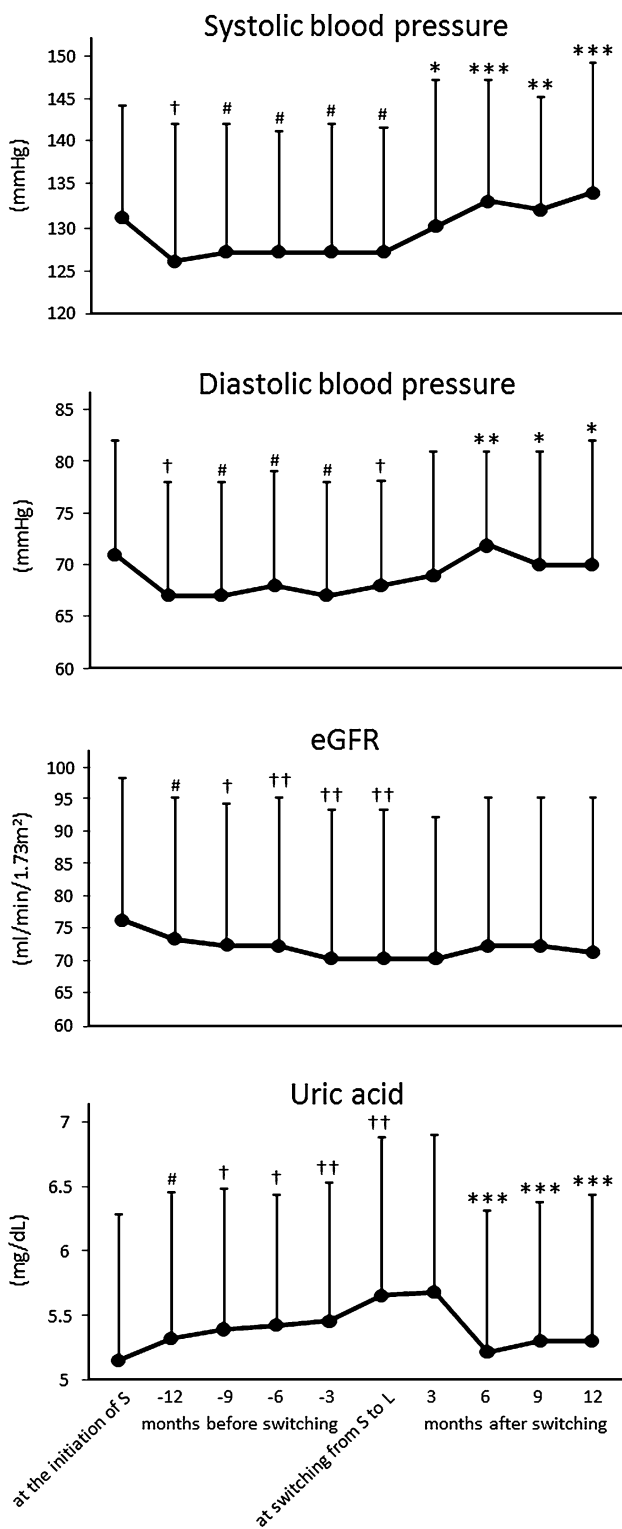 Systolic blood pressure
(mmHg)
150
145
140
135
130
125
120
† # # # # * *** ** ***
Diastolic blood pressure
(mmHg)
85
80
75
70
65
60
† # # # † ** * *
eGFR
(ml/min/1.73m²)
100
95
90
85
80
75
70
65
60
# † †† †† ††
Uric acid
(mg/dL)
7
6.5
6
5.5
5
# † † †† †† *** *** ***
at the initiation of S -12 -9 -6 -3 at switching from S to L 3 6 9 12
months before switching months after switching